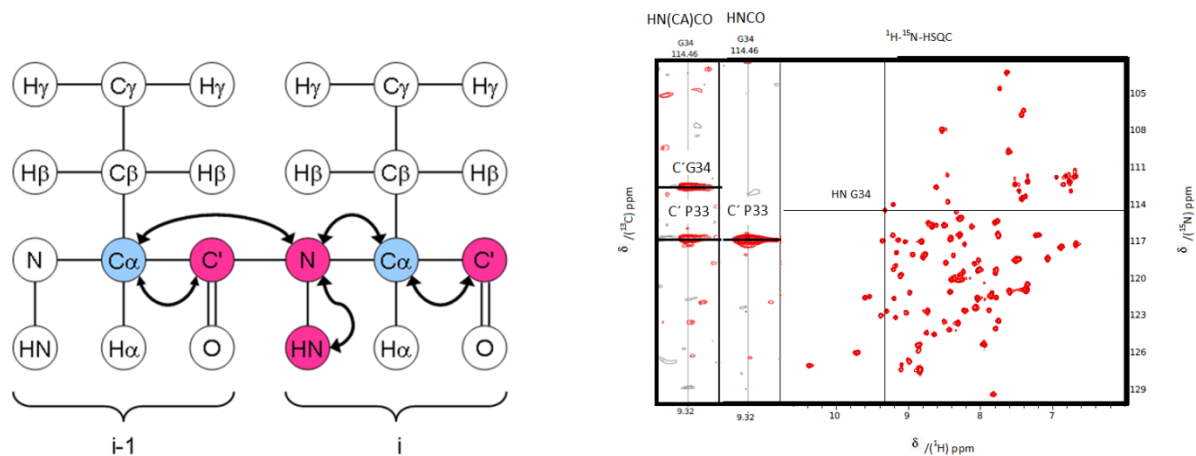 Hγ Cγ Hγ Hγ Cγ Hγ
Hβ Cβ Hβ Hβ Cβ Hβ
N Cα C' N Cα C'
HN Hα O HN Hα O
i-1 i
HN(CA)CO HNCO
G34 G34
114.46 114.46
¹H-¹⁵N-HSQC
δ /(¹³C) ppm
C´G34
C´ P33 C´ P33
HN G34
9.32 9.32
10 9 8 7
δ /(¹H) ppm
105
108
111
114
117
120
123
126
129
δ /(¹⁵N) ppm